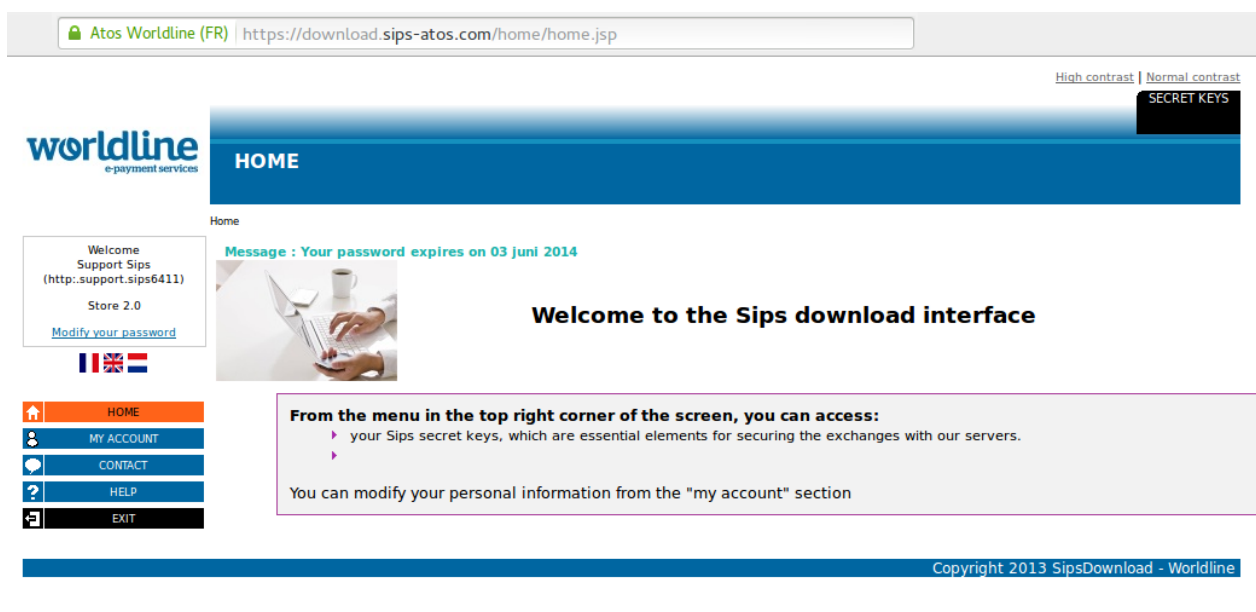 Atos Worldline (FR) https://download.sips-atos.com/home/home.jsp
High contrast | Normal contrast
SECRET KEYS
worldline
e-payment services
HOME
Home
Welcome
Support Sips
(http:.support.sips6411)
Store 2.0
Modify your password
Message : Your password expires on 03 juni 2014
Welcome to the Sips download interface
HOME
MY ACCOUNT
CONTACT
HELP
EXIT
From the menu in the top right corner of the screen, you can access:
your Sips secret keys, which are essential elements for securing the exchanges with our servers.
You can modify your personal information from the "my account" section
Copyright 2013 SipsDownload - Worldline